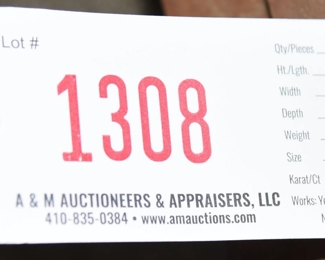 Lot #
1308
A & M AUCTIONEERS & APPRAISERS, LLC
410-835-0384 • www.amauctions.com
Qty/Pieces
Ht./Lgth.
Width
Depth
Weight
Size
Karat/Ct
Works: